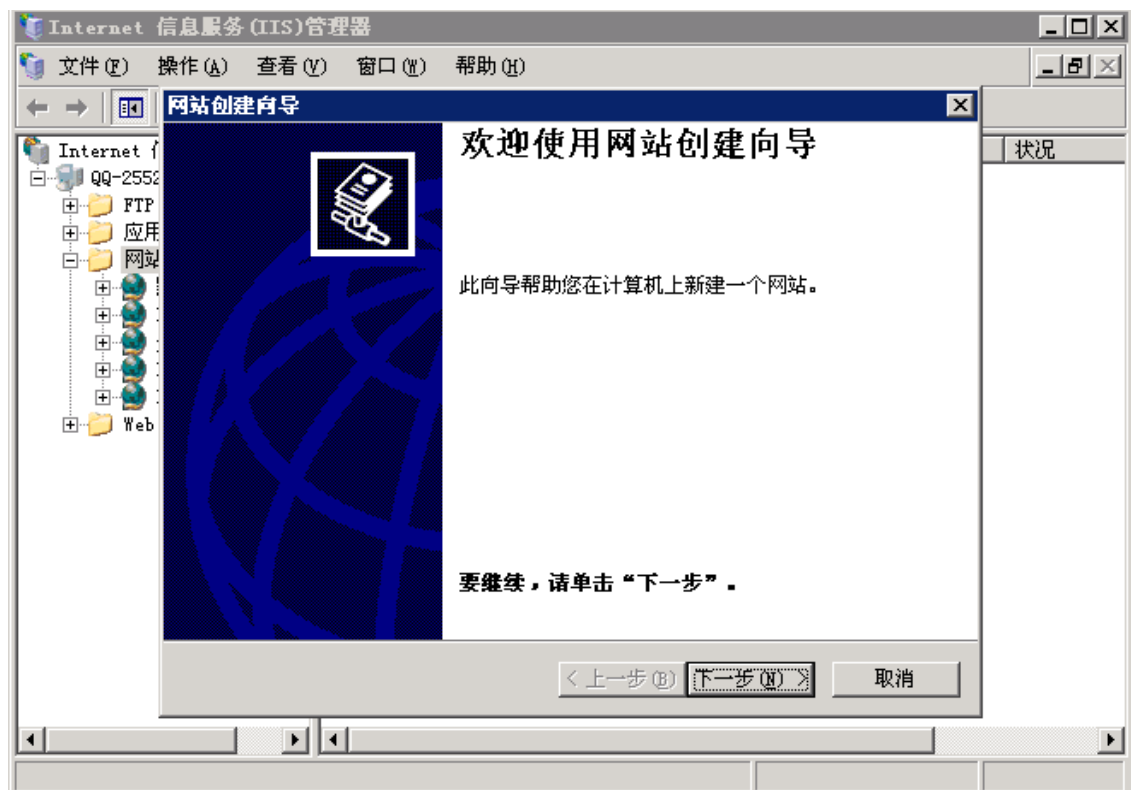 Internet 信息服务(IIS)管理器
文件(F) 操作(A) 查看(V) 窗口(W) 帮助(H)
网站创建向导
欢迎使用网站创建向导
此向导帮助您在计算机上新建一个网站。
要继续，请单击“下一步”。
< 上一步(B) 下一步(N) > 取消
Internet
QQ-2552
FTP
应用
网站
Web
状况